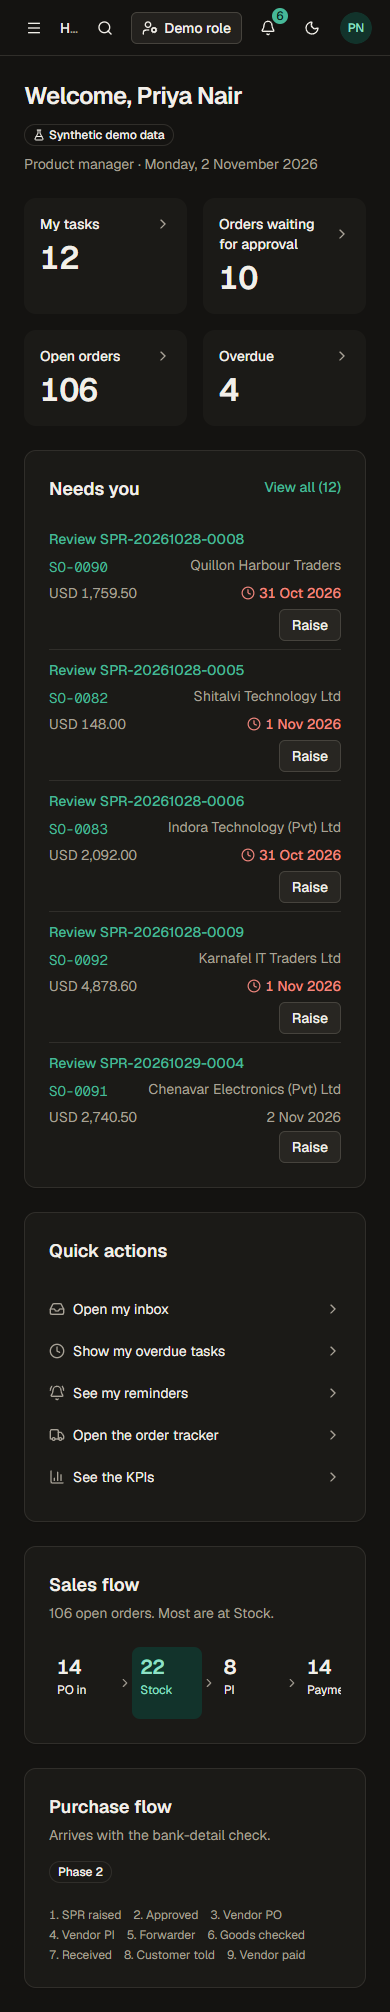 H...
Demo role
6
PN
Welcome, Priya Nair
Synthetic demo data
Product manager · Monday, 2 November 2026
My tasks
12
Orders waiting
for approval
10
Open orders
106
Overdue
4
Needs you
View all (12)
Review SPR-20261028-0008
SO-0090 Quillon Harbour Traders
USD 1,759.50 31 Oct 2026
Raise
Review SPR-20261028-0005
SO-0082 Shitalvi Technology Ltd
USD 148.00 1 Nov 2026
Raise
Review SPR-20261028-0006
SO-0083 Indora Technology (Pvt) Ltd
USD 2,092.00 31 Oct 2026
Raise
Review SPR-20261028-0009
SO-0092 Karnafel IT Traders Ltd
USD 4,878.60 1 Nov 2026
Raise
Review SPR-20261029-0004
SO-0091 Chenavar Electronics (Pvt) Ltd
USD 2,740.50 2 Nov 2026
Raise
Quick actions
Open my inbox
Show my overdue tasks
See my reminders
Open the order tracker
See the KPIs
Sales flow
106 open orders. Most are at Stock.
14 22 8 14
PO in Stock PI Payme
Purchase flow
Arrives with the bank-detail check.
Phase 2
1. SPR raised 2. Approved 3. Vendor PO
4. Vendor PI 5. Forwarder 6. Goods checked
7. Received 8. Customer told 9. Vendor paid